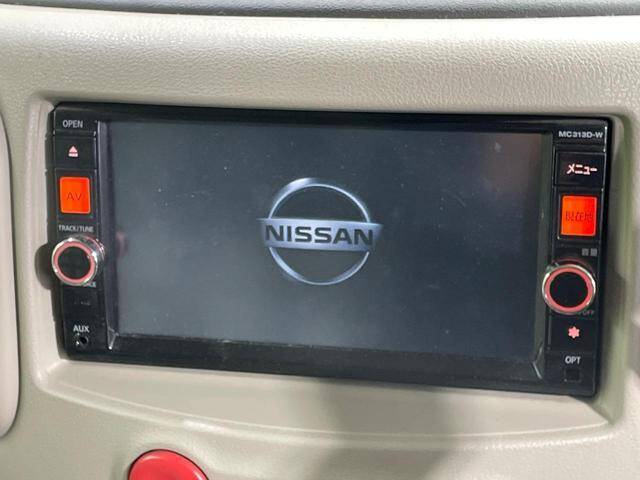 OPEN
MC313D-W
メニュー
AV
現在地
TRACK/TUNE
NISSAN
AUX
OPT